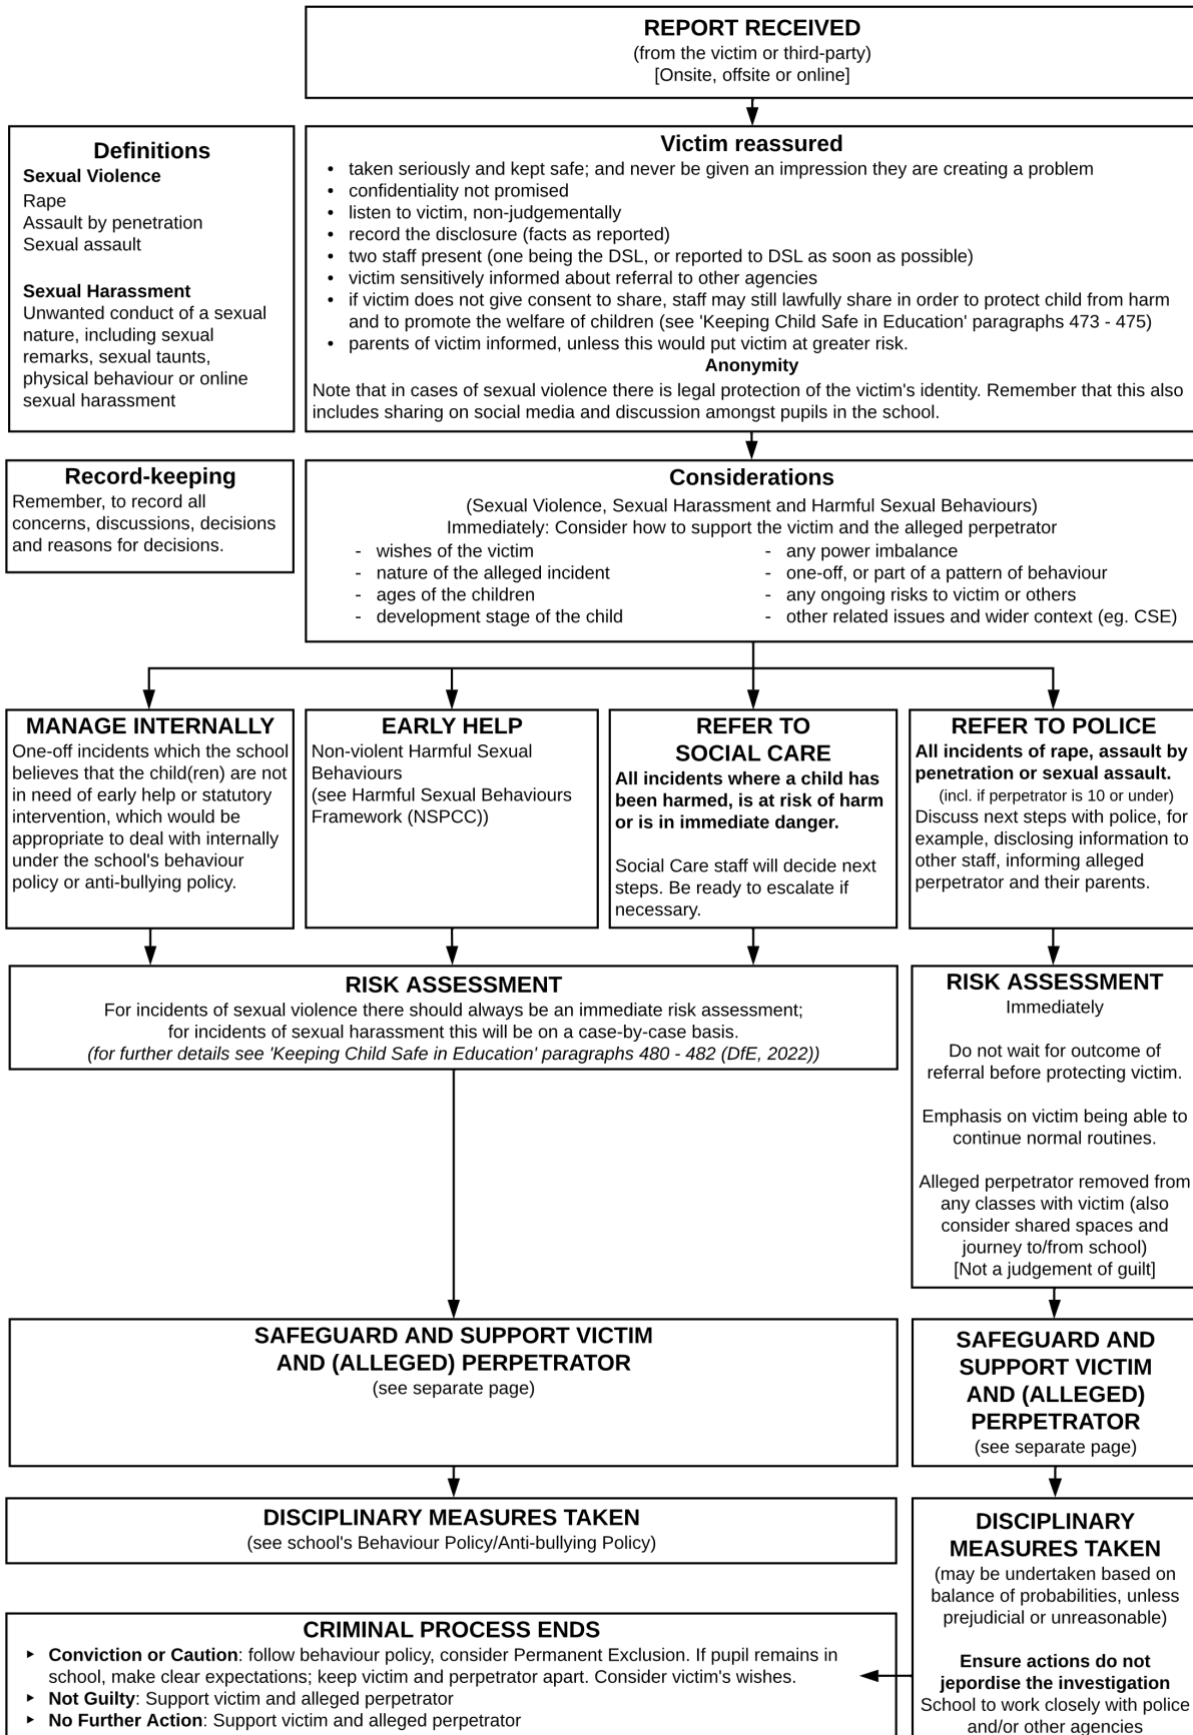 REPORT RECEIVED
(from the victim or third-party)
[Onsite, offsite or online]
Definitions
Sexual Violence
Rape
Assault by penetration
Sexual assault
Sexual Harassment
Unwanted conduct of a sexual
nature, including sexual
remarks, sexual taunts,
physical behaviour or online
sexual harassment
Victim reassured
• taken seriously and kept safe; and never be given an impression they are creating a problem
• confidentiality not promised
• listen to victim, non-judgementally
• record the disclosure (facts as reported)
• two staff present (one being the DSL, or reported to DSL as soon as possible)
• victim sensitively informed about referral to other agencies
• if victim does not give consent to share, staff may still lawfully share in order to protect child from harm
and to promote the welfare of children (see 'Keeping Child Safe in Education' paragraphs 473 - 475)
• parents of victim informed, unless this would put victim at greater risk.
Anonymity
Note that in cases of sexual violence there is legal protection of the victim's identity. Remember that this also
includes sharing on social media and discussion amongst pupils in the school.
Record-keeping
Remember, to record all
concerns, discussions, decisions
and reasons for decisions.
Considerations
(Sexual Violence, Sexual Harassment and Harmful Sexual Behaviours)
Immediately: Consider how to support the victim and the alleged perpetrator
- wishes of the victim
- nature of the alleged incident
- ages of the children
- development stage of the child
- any power imbalance
- one-off, or part of a pattern of behaviour
- any ongoing risks to victim or others
- other related issues and wider context (eg. CSE)
MANAGE INTERNALLY
One-off incidents which the school
believes that the child(ren) are not
in need of early help or statutory
intervention, which would be
appropriate to deal with internally
under the school's behaviour
policy or anti-bullying policy.
EARLY HELP
Non-violent Harmful Sexual
Behaviours
(see Harmful Sexual Behaviours
Framework (NSPCC))
REFER TO
SOCIAL CARE
All incidents where a child has
been harmed, is at risk of harm
or is in immediate danger.
Social Care staff will decide next
steps. Be ready to escalate if
necessary.
REFER TO POLICE
All incidents of rape, assault by
penetration or sexual assault.
(incl. if perpetrator is 10 or under)
Discuss next steps with police, for
example, disclosing information to
other staff, informing alleged
perpetrator and their parents.
RISK ASSESSMENT
For incidents of sexual violence there should always be an immediate risk assessment;
for incidents of sexual harassment this will be on a case-by-case basis.
(for further details see 'Keeping Child Safe in Education' paragraphs 480 - 482 (DfE, 2022))
RISK ASSESSMENT
Immediately
Do not wait for outcome of
referral before protecting victim.
Emphasis on victim being able to
continue normal routines.
Alleged perpetrator removed from
any classes with victim (also
consider shared spaces and
journey to/from school)
[Not a judgement of guilt]
SAFEGUARD AND SUPPORT VICTIM
AND (ALLEGED) PERPETRATOR
(see separate page)
SAFEGUARD AND
SUPPORT VICTIM
AND (ALLEGED)
PERPETRATOR
(see separate page)
DISCIPLINARY MEASURES TAKEN
(see school's Behaviour Policy/Anti-bullying Policy)
DISCIPLINARY
MEASURES TAKEN
(may be undertaken based on
balance of probabilities, unless
prejudicial or unreasonable)
Ensure actions do not
jepordise the investigation
School to work closely with police
and/or other agencies
CRIMINAL PROCESS ENDS
▸ Conviction or Caution: follow behaviour policy, consider Permanent Exclusion. If pupil remains in
school, make clear expectations; keep victim and perpetrator apart. Consider victim's wishes.
▸ Not Guilty: Support victim and alleged perpetrator
▸ No Further Action: Support victim and alleged perpetrator